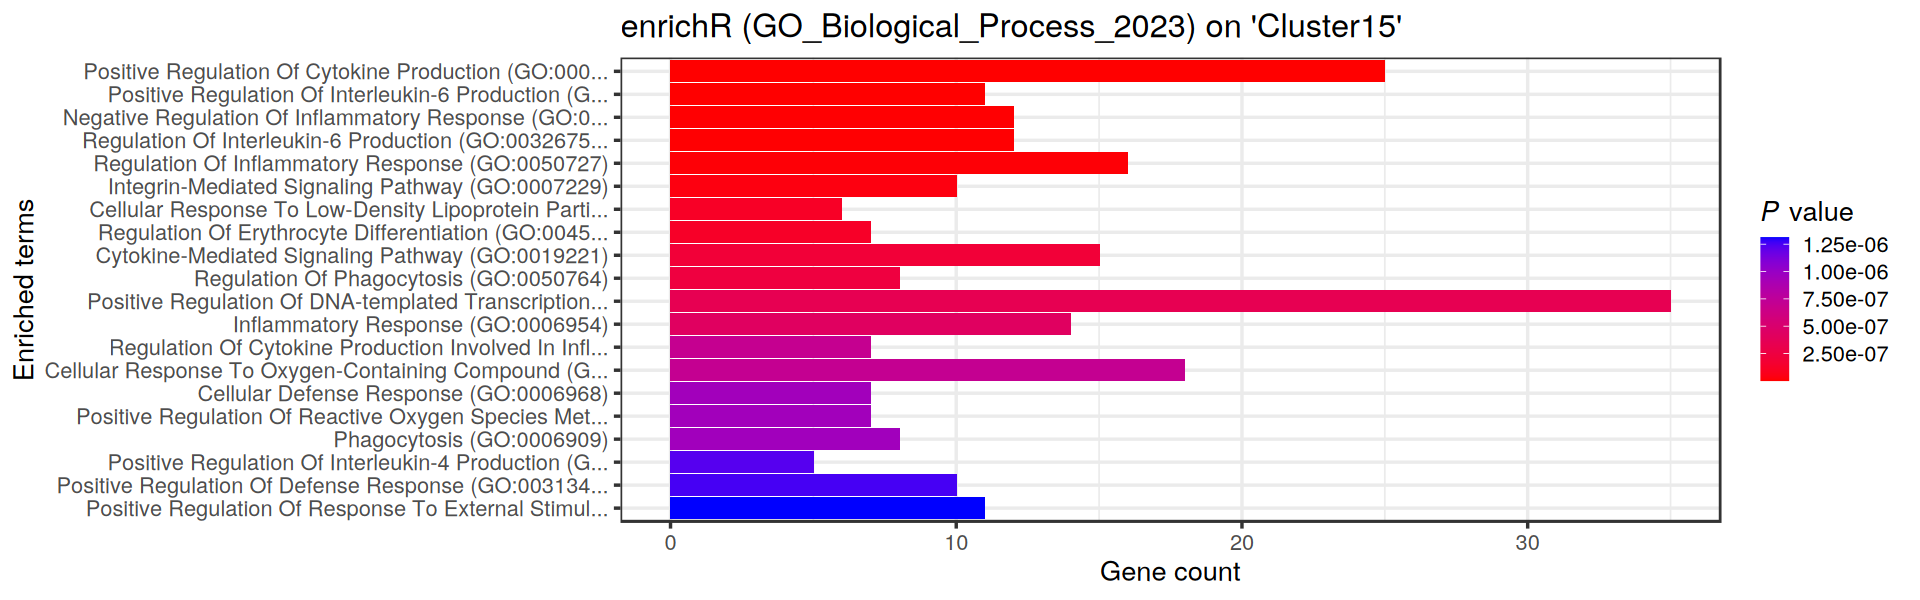 enrichR (GO_Biological_Process_2023) on 'Cluster15'
Positive Regulation Of Cytokine Production (GO:000...
Positive Regulation Of Interleukin-6 Production (G...
Negative Regulation Of Inflammatory Response (GO:0...
Regulation Of Interleukin-6 Production (GO:0032675...
Regulation Of Inflammatory Response (GO:0050727)
Integrin-Mediated Signaling Pathway (GO:0007229)
Cellular Response To Low-Density Lipoprotein Parti...
Regulation Of Erythrocyte Differentiation (GO:0045...
Cytokine-Mediated Signaling Pathway (GO:0019221)
Regulation Of Phagocytosis (GO:0050764)
Positive Regulation Of DNA-templated Transcription...
Inflammatory Response (GO:0006954)
Regulation Of Cytokine Production Involved In Infl...
Cellular Response To Oxygen-Containing Compound (G...
Cellular Defense Response (GO:0006968)
Positive Regulation Of Reactive Oxygen Species Met...
Phagocytosis (GO:0006909)
Positive Regulation Of Interleukin-4 Production (G...
Positive Regulation Of Defense Response (GO:003134...
Positive Regulation Of Response To External Stimul...
Enriched terms
0 10 20 30
Gene count
P value
1.25e-06
1.00e-06
7.50e-07
5.00e-07
2.50e-07